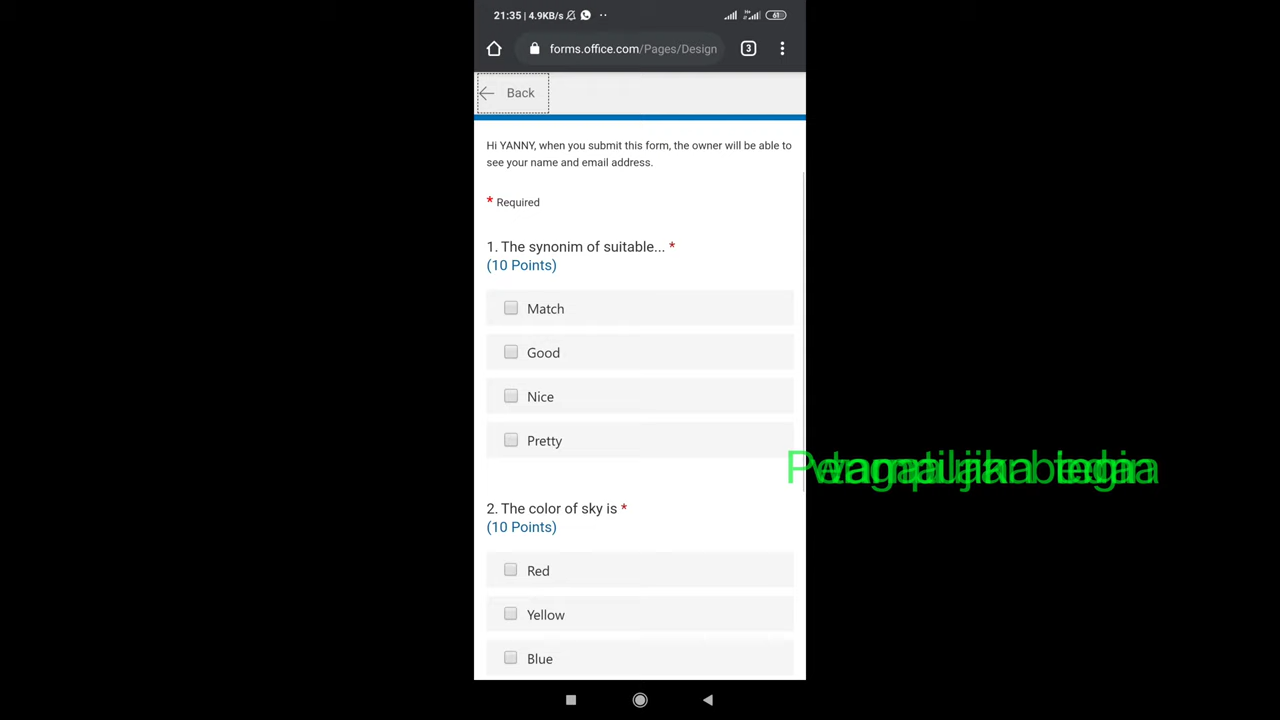 21:35 | 4.9KB/s
61
forms.office.com/Pages/Design
3
Back
Hi YANNY, when you submit this form, the owner will be able to
see your name and email address.
* Required
1. The synonim of suitable... *
(10 Points)
Match
Good
Nice
Pretty
2. The color of sky is *
(10 Points)
Red
Yellow
Blue